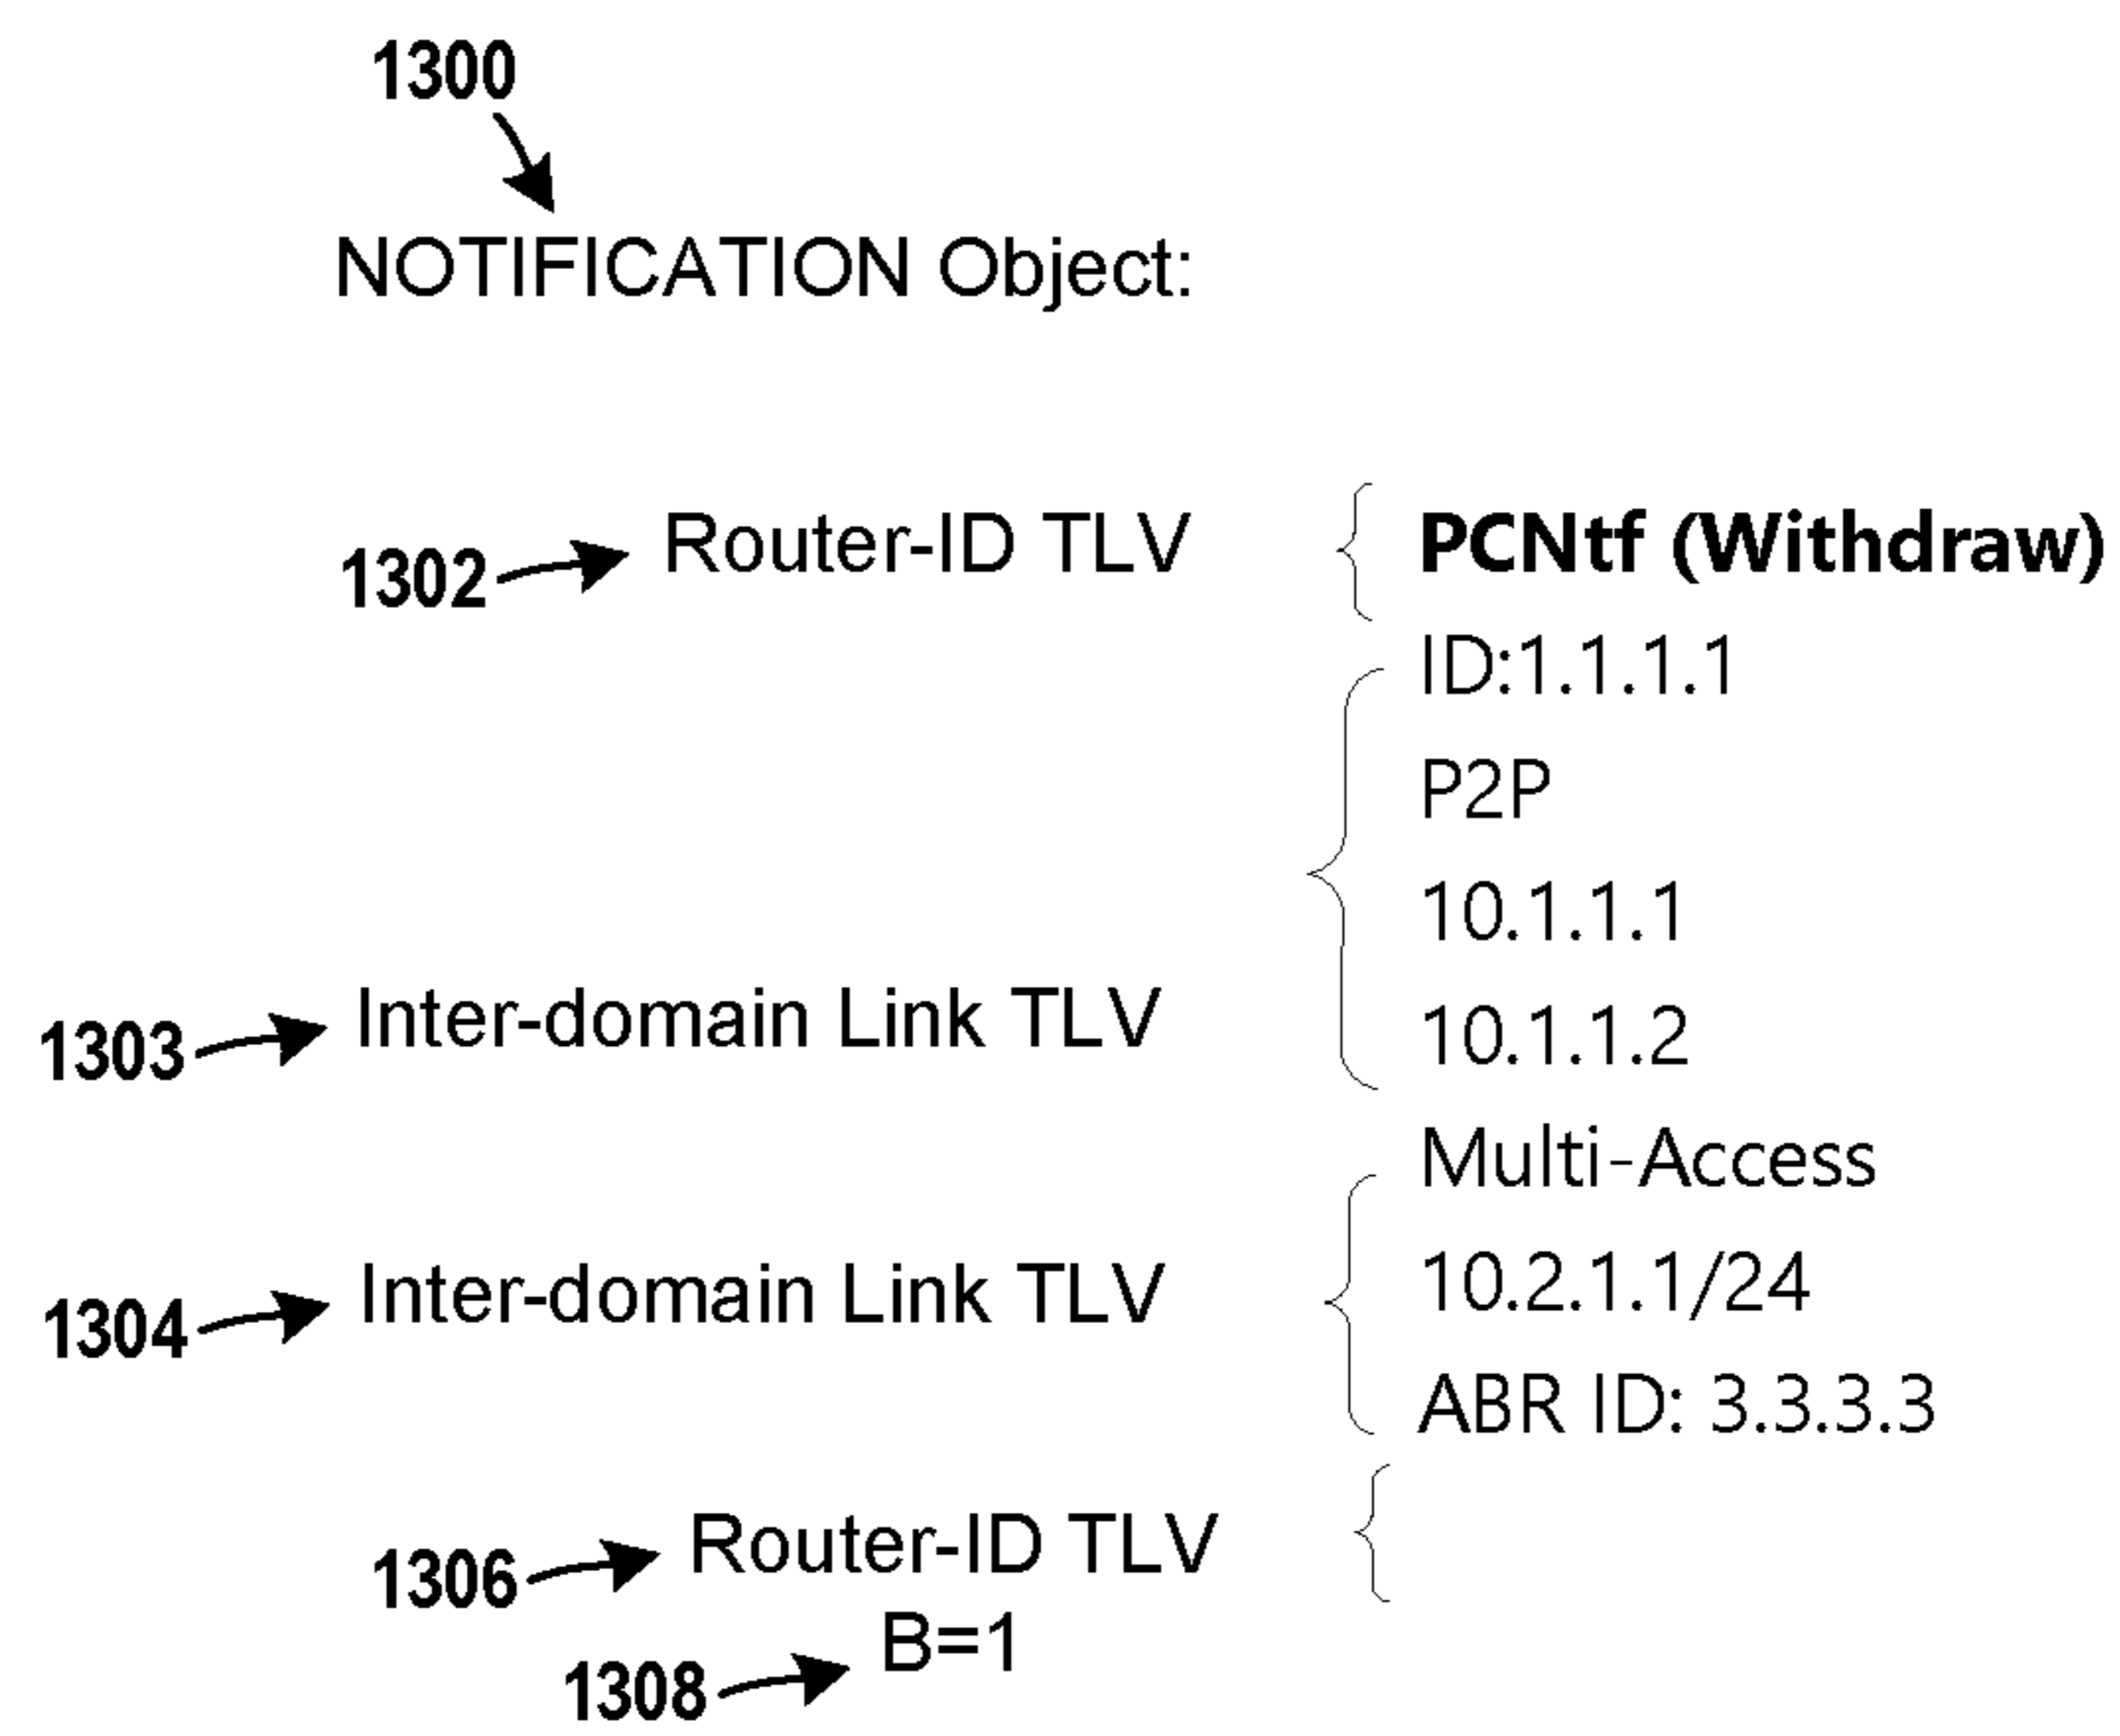 1300
NOTIFICATION Object:
1302 Router-ID TLV PCNtf (Withdraw)
ID:1.1.1.1
P2P
10.1.1.1
1303 Inter-domain Link TLV 10.1.1.2
Multi-Access
1304 Inter-domain Link TLV 10.2.1.1/24
ABR ID: 3.3.3.3
1306 Router-ID TLV
1308 B=1